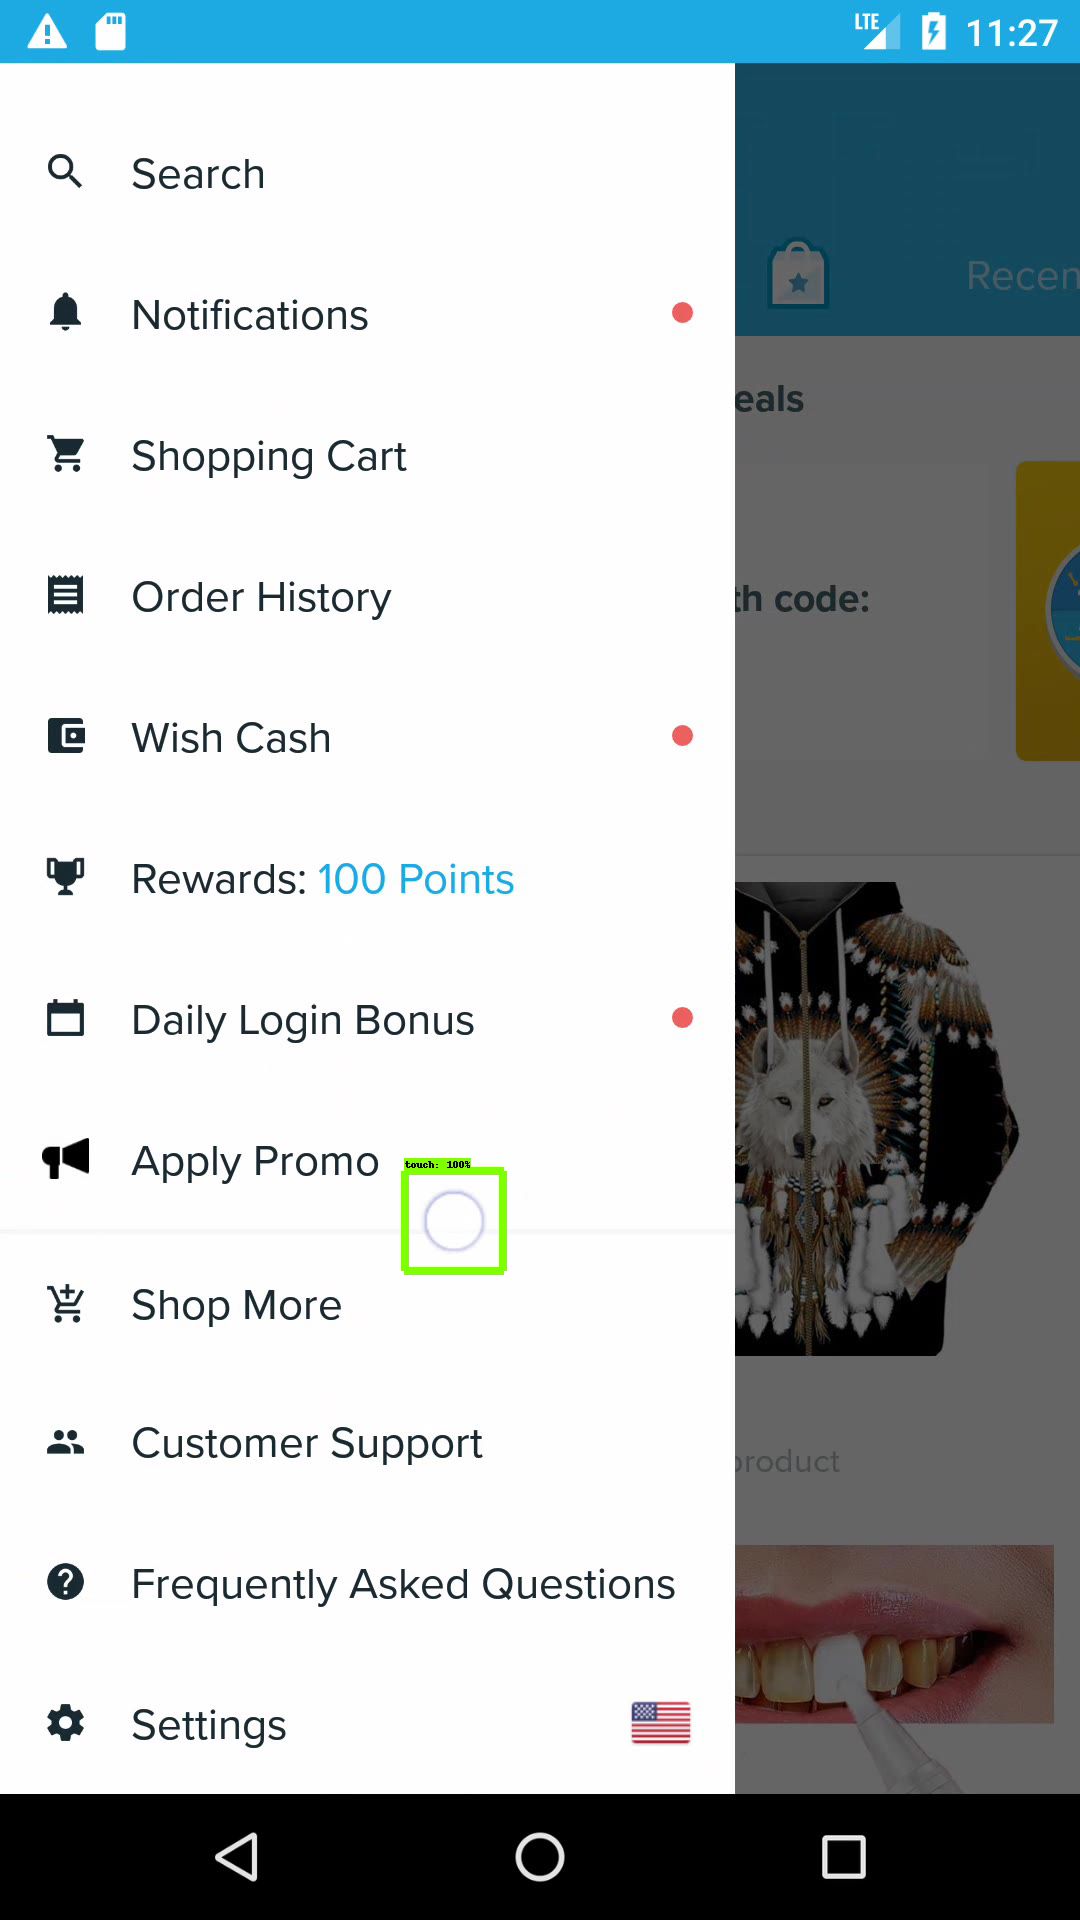 LTE 11:27
Search
Recen
Notifications
eals
Shopping Cart
Order History
th code:
Wish Cash
Rewards: 100 Points
Daily Login Bonus
Apply Promo
touch: 100%
Shop More
Customer Support
product
Frequently Asked Questions
Settings